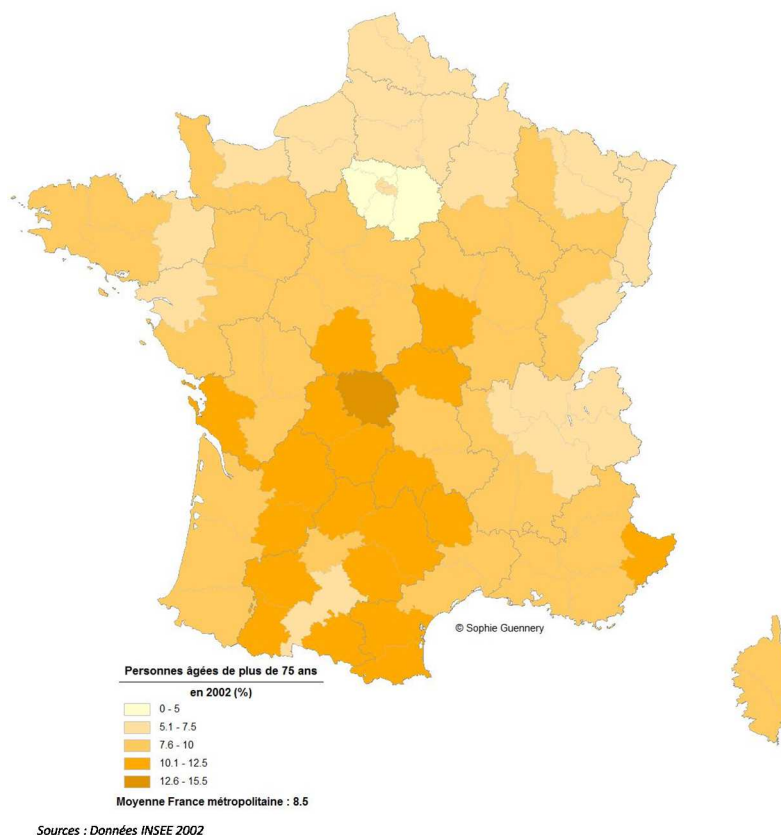 © Sophie Guennery
Personnes âgées de plus de 75 ans
en 2002 (%)
0 - 5
5.1 - 7.5
7.6 - 10
10.1 - 12.5
12.6 - 15.5
Moyenne France métropolitaine : 8.5
Sources : Données INSEE 2002